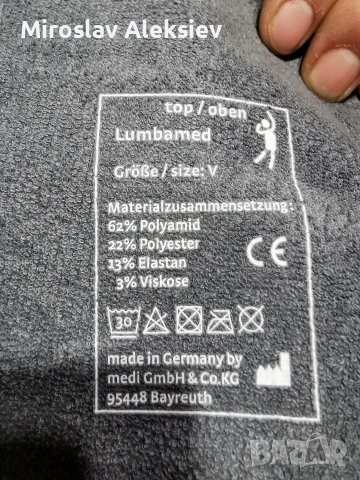 Miroslav Aleksiev
top / oben
Lumbamed
Größe / size: V
Materialzusammensetzung:
62% Polyamid
22% Polyester
13% Elastan
3% Viskose
CE
30
made in Germany by
medi GmbH & Co.KG
95448 Bayreuth
BAZAR